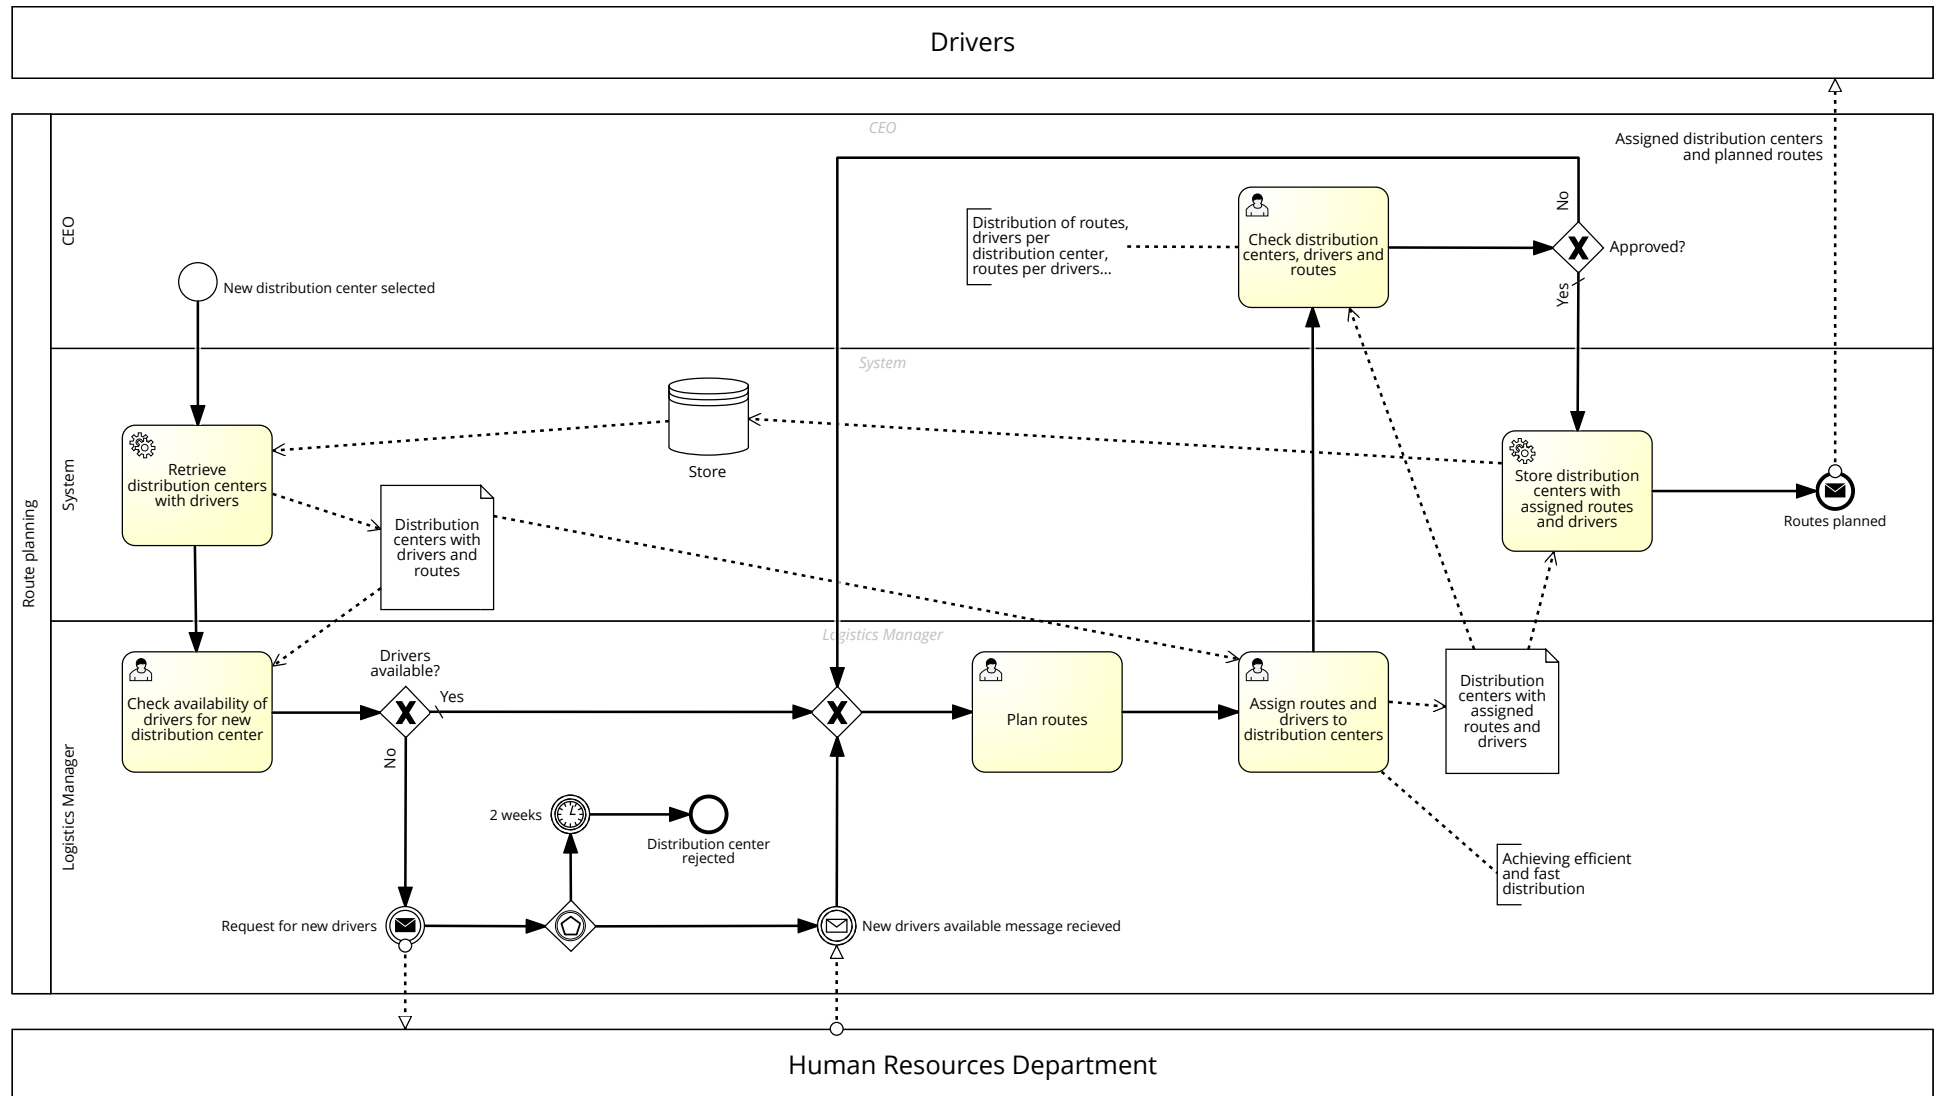 Drivers
CEO
Assigned distribution centers
and planned routes
Route planning
CEO
New distribution center selected
Distribution of routes,
drivers per
distribution center,
routes per drivers...
Check distribution
centers, drivers and
routes
No
Approved?
Yes
System
System
Retrieve
distribution centers
with drivers
Store
Distribution
centers with
drivers and
routes
Store distribution
centers with
assigned routes
and drivers
Routes planned
Logistics Manager
Logistics Manager
Check availability of
drivers for new
distribution center
Drivers
available?
Yes
No
Plan routes
Assign routes and
drivers to
distribution centers
Distribution
centers with
assigned
routes and
drivers
2 weeks
Distribution center
rejected
Achieving efficient
and fast
distribution
Request for new drivers
New drivers available message recieved
Human Resources Department